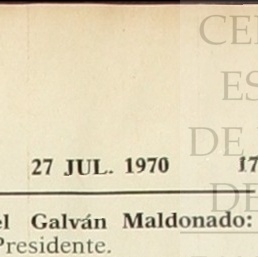 CE
ES
27 JUL. 1970 17
DE
DE
el Galván Maldonado:
Presidente.